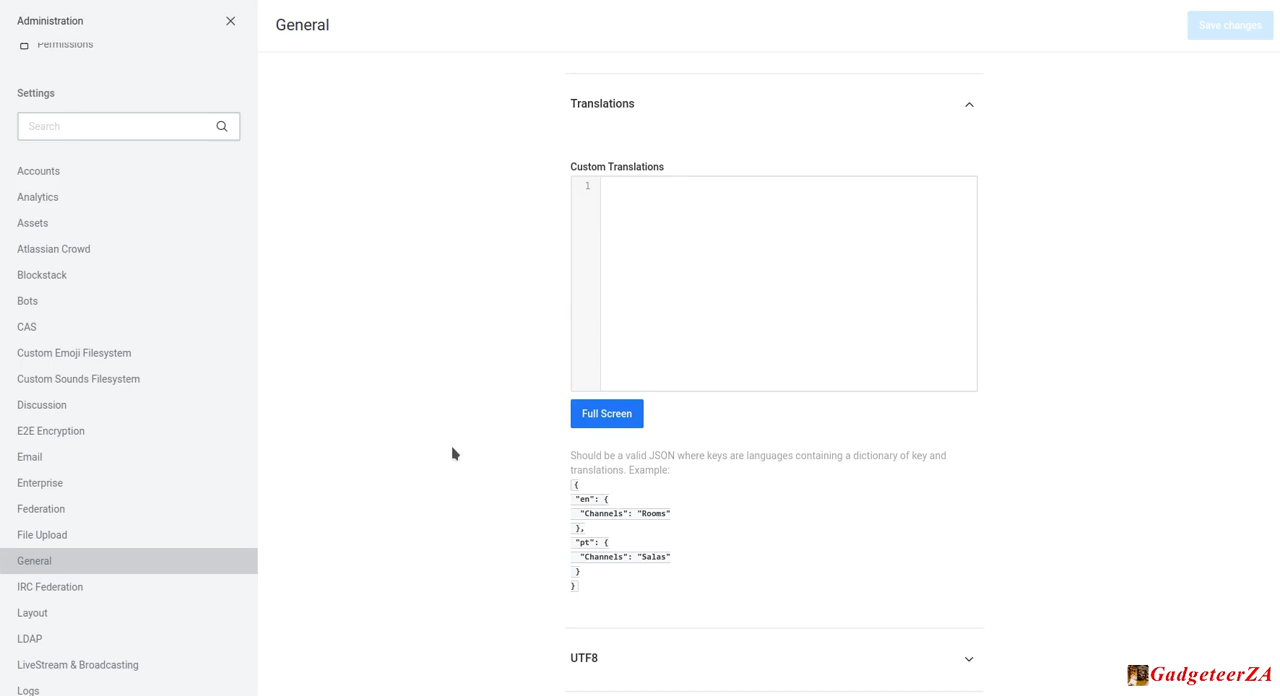 Administration
Permissions
Settings
Search
Accounts
Analytics
Assets
Atlassian Crowd
Blockstack
Bots
CAS
Custom Emoji Filesystem
Custom Sounds Filesystem
Discussion
E2E Encryption
Email
Enterprise
Federation
File Upload
General
IRC Federation
Layout
LDAP
LiveStream & Broadcasting
Logs
General
Save changes
Translations
Custom Translations
1
Full Screen
Should be a valid JSON where keys are languages containing a dictionary of key and
translations. Example:
{
"en": {
"Channels": "Rooms"
},
"pt": {
"Channels": "Salas"
}
}
UTF8
GadgeteerZA